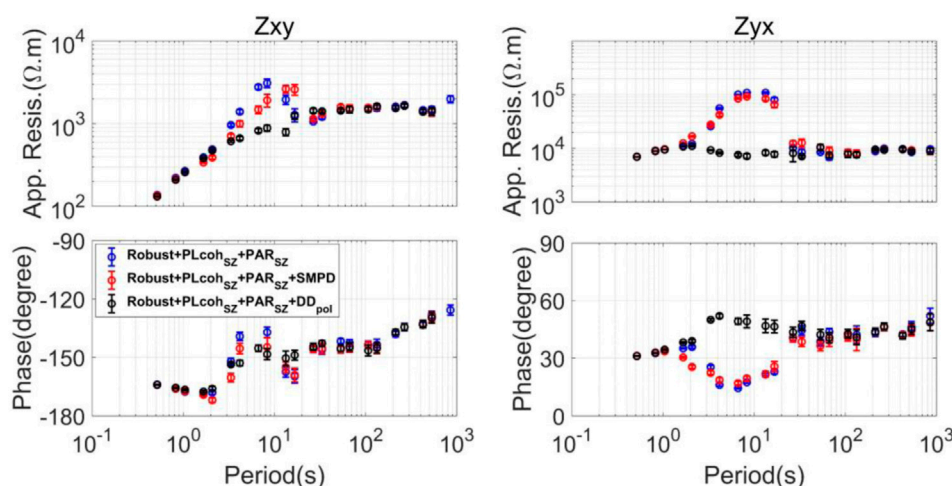 Zxy
Zyx
App. Resis.(Ω.m)
10^4
10^3
10^2
App. Resis.(Ω.m)
10^5
10^4
10^3
Phase(degree)
-90
-120
-150
-180
Robust+PLcoh_SZ+PAR_SZ
Robust+PLcoh_SZ+PAR_SZ+SMPD
Robust+PLcoh_SZ+PAR_SZ+DD_pol
Phase(degree)
90
60
30
0
10^-1 10^0 10^1 10^2 10^3
10^-1 10^0 10^1 10^2 10^3
Period(s)
Period(s)